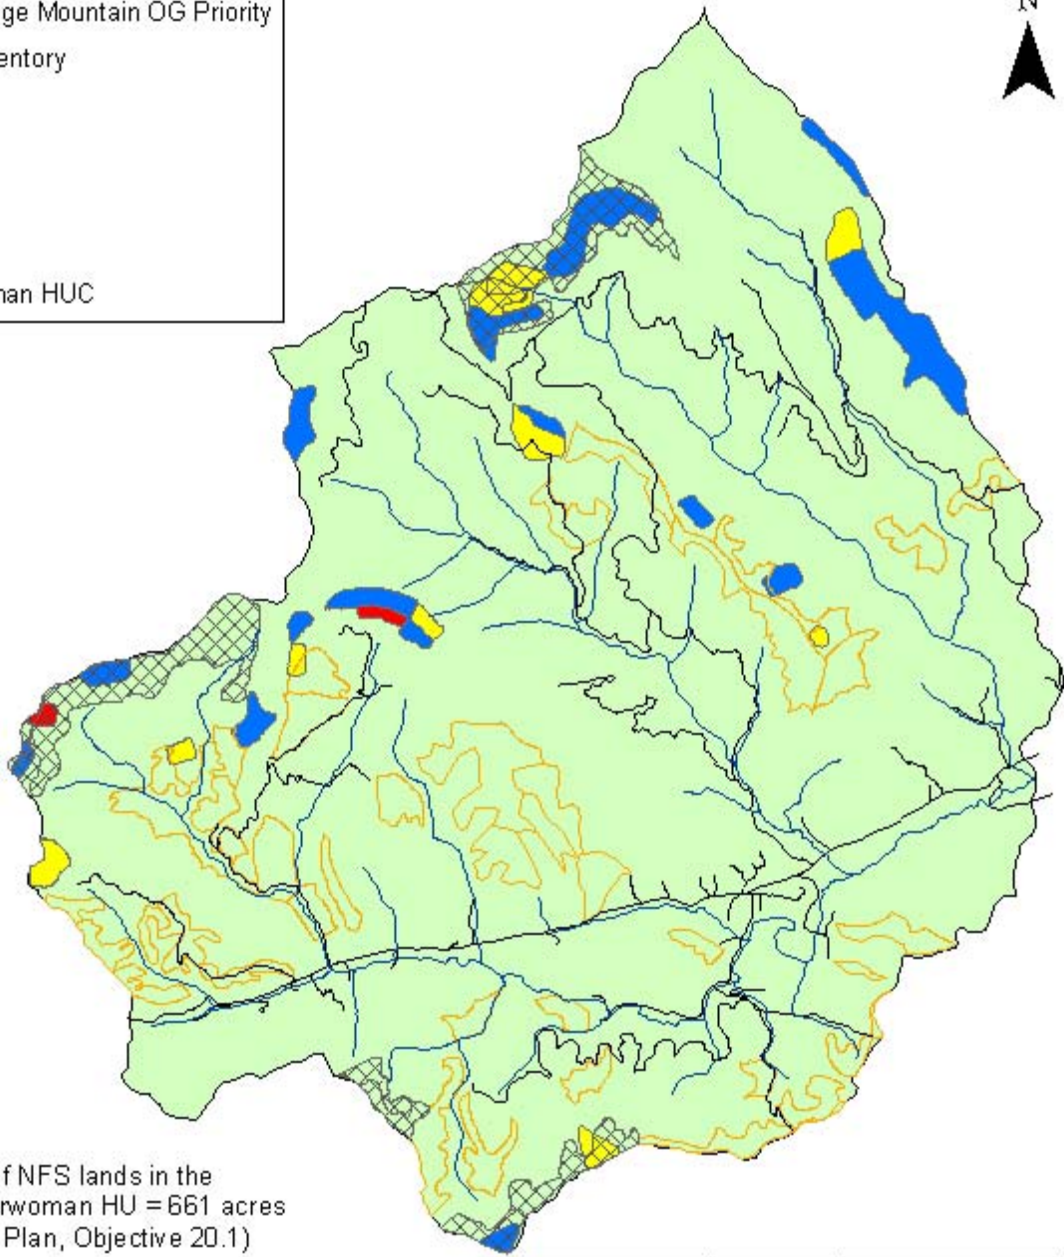 ge Mountain OG Priority
entory
nan HUC
N
f NFS lands in the
rwoman HU = 661 acres
Plan, Objective 20.1)